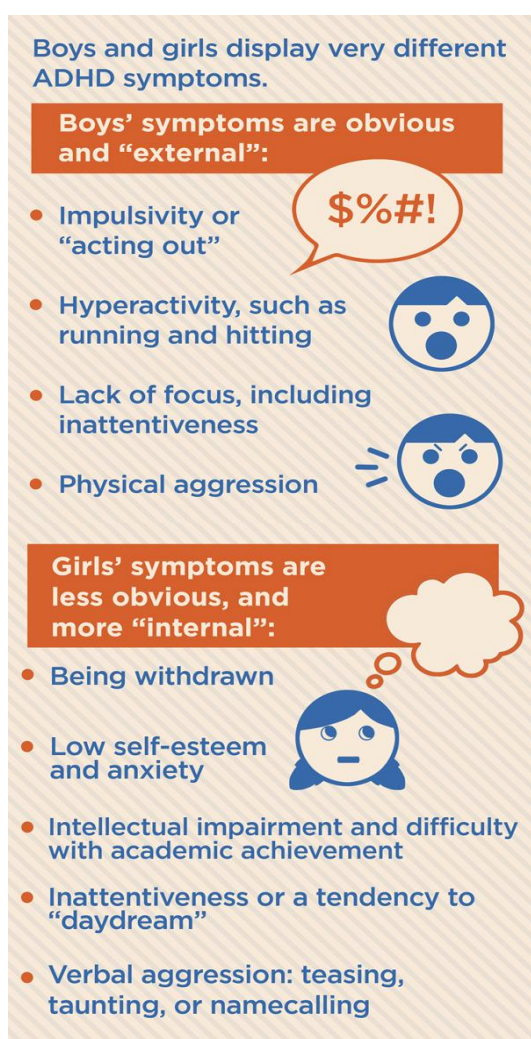 Boys and girls display very different
ADHD symptoms.
Boys’ symptoms are obvious
and “external”:
$%#!
• Impulsivity or
“acting out”
• Hyperactivity, such as
running and hitting
• Lack of focus, including
inattentiveness
• Physical aggression
Girls’ symptoms are
less obvious, and
more “internal”:
• Being withdrawn
• Low self-esteem
and anxiety
• Intellectual impairment and difficulty
with academic achievement
• Inattentiveness or a tendency to
“daydream”
• Verbal aggression: teasing,
taunting, or namecalling